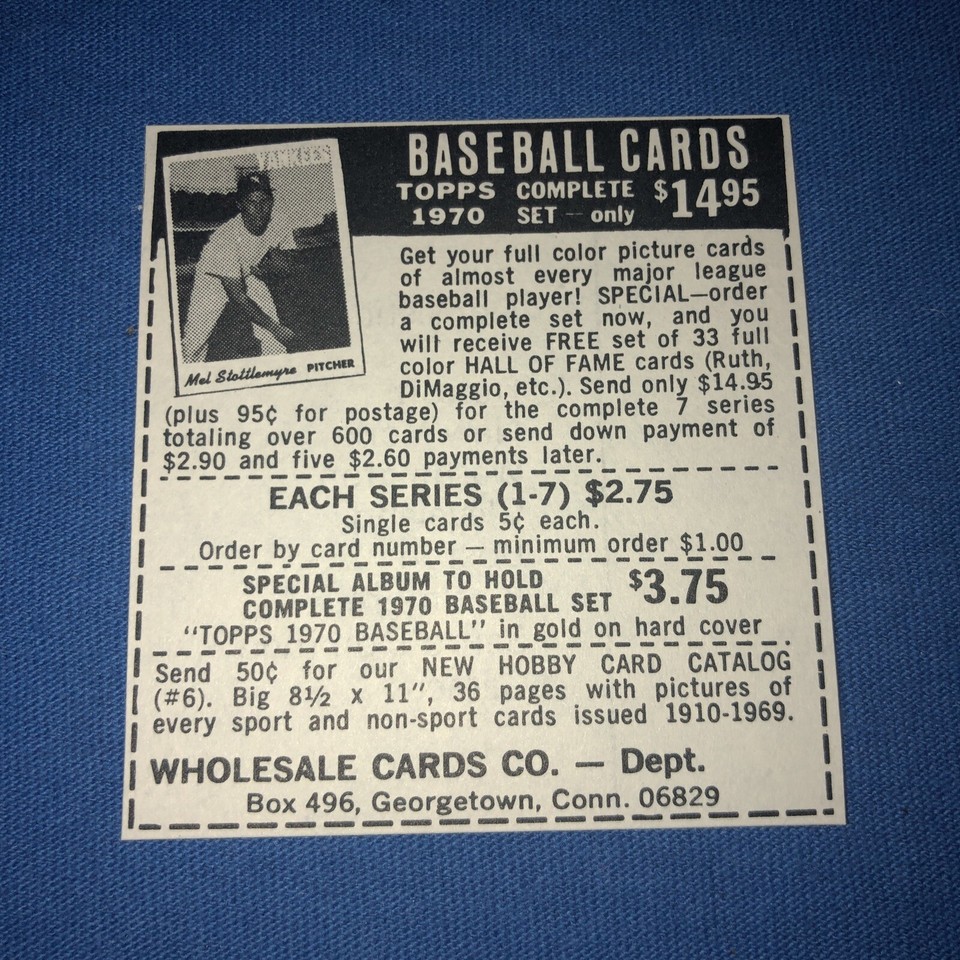 YANKEES
Mel Stottlemyre PITCHER
BASEBALL CARDS
TOPPS COMPLETE $14.95
1970 SET — only
Get your full color picture cards
of almost every major league
baseball player! SPECIAL—order
a complete set now, and you
will receive FREE set of 33 full
color HALL OF FAME cards (Ruth,
DiMaggio, etc.). Send only $14.95
(plus 95¢ for postage) for the complete 7 series
totaling over 600 cards or send down payment of
$2.90 and five $2.60 payments later.
EACH SERIES (1-7) $2.75
Single cards 5¢ each.
Order by card number — minimum order $1.00
SPECIAL ALBUM TO HOLD $3.75
COMPLETE 1970 BASEBALL SET
"TOPPS 1970 BASEBALL" in gold on hard cover
Send 50¢ for our NEW HOBBY CARD CATALOG
(#6). Big 8½ x 11", 36 pages with pictures of
every sport and non-sport cards issued 1910-1969.
WHOLESALE CARDS CO. — Dept.
Box 496, Georgetown, Conn. 06829